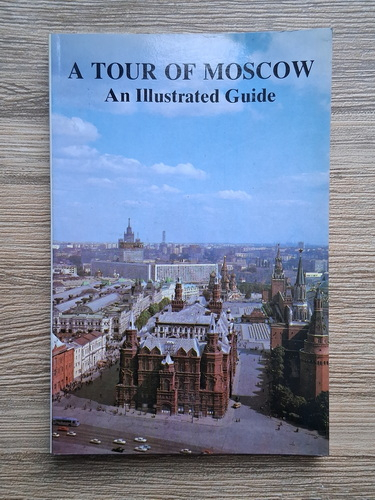 A TOUR OF MOSCOW
An Illustrated Guide